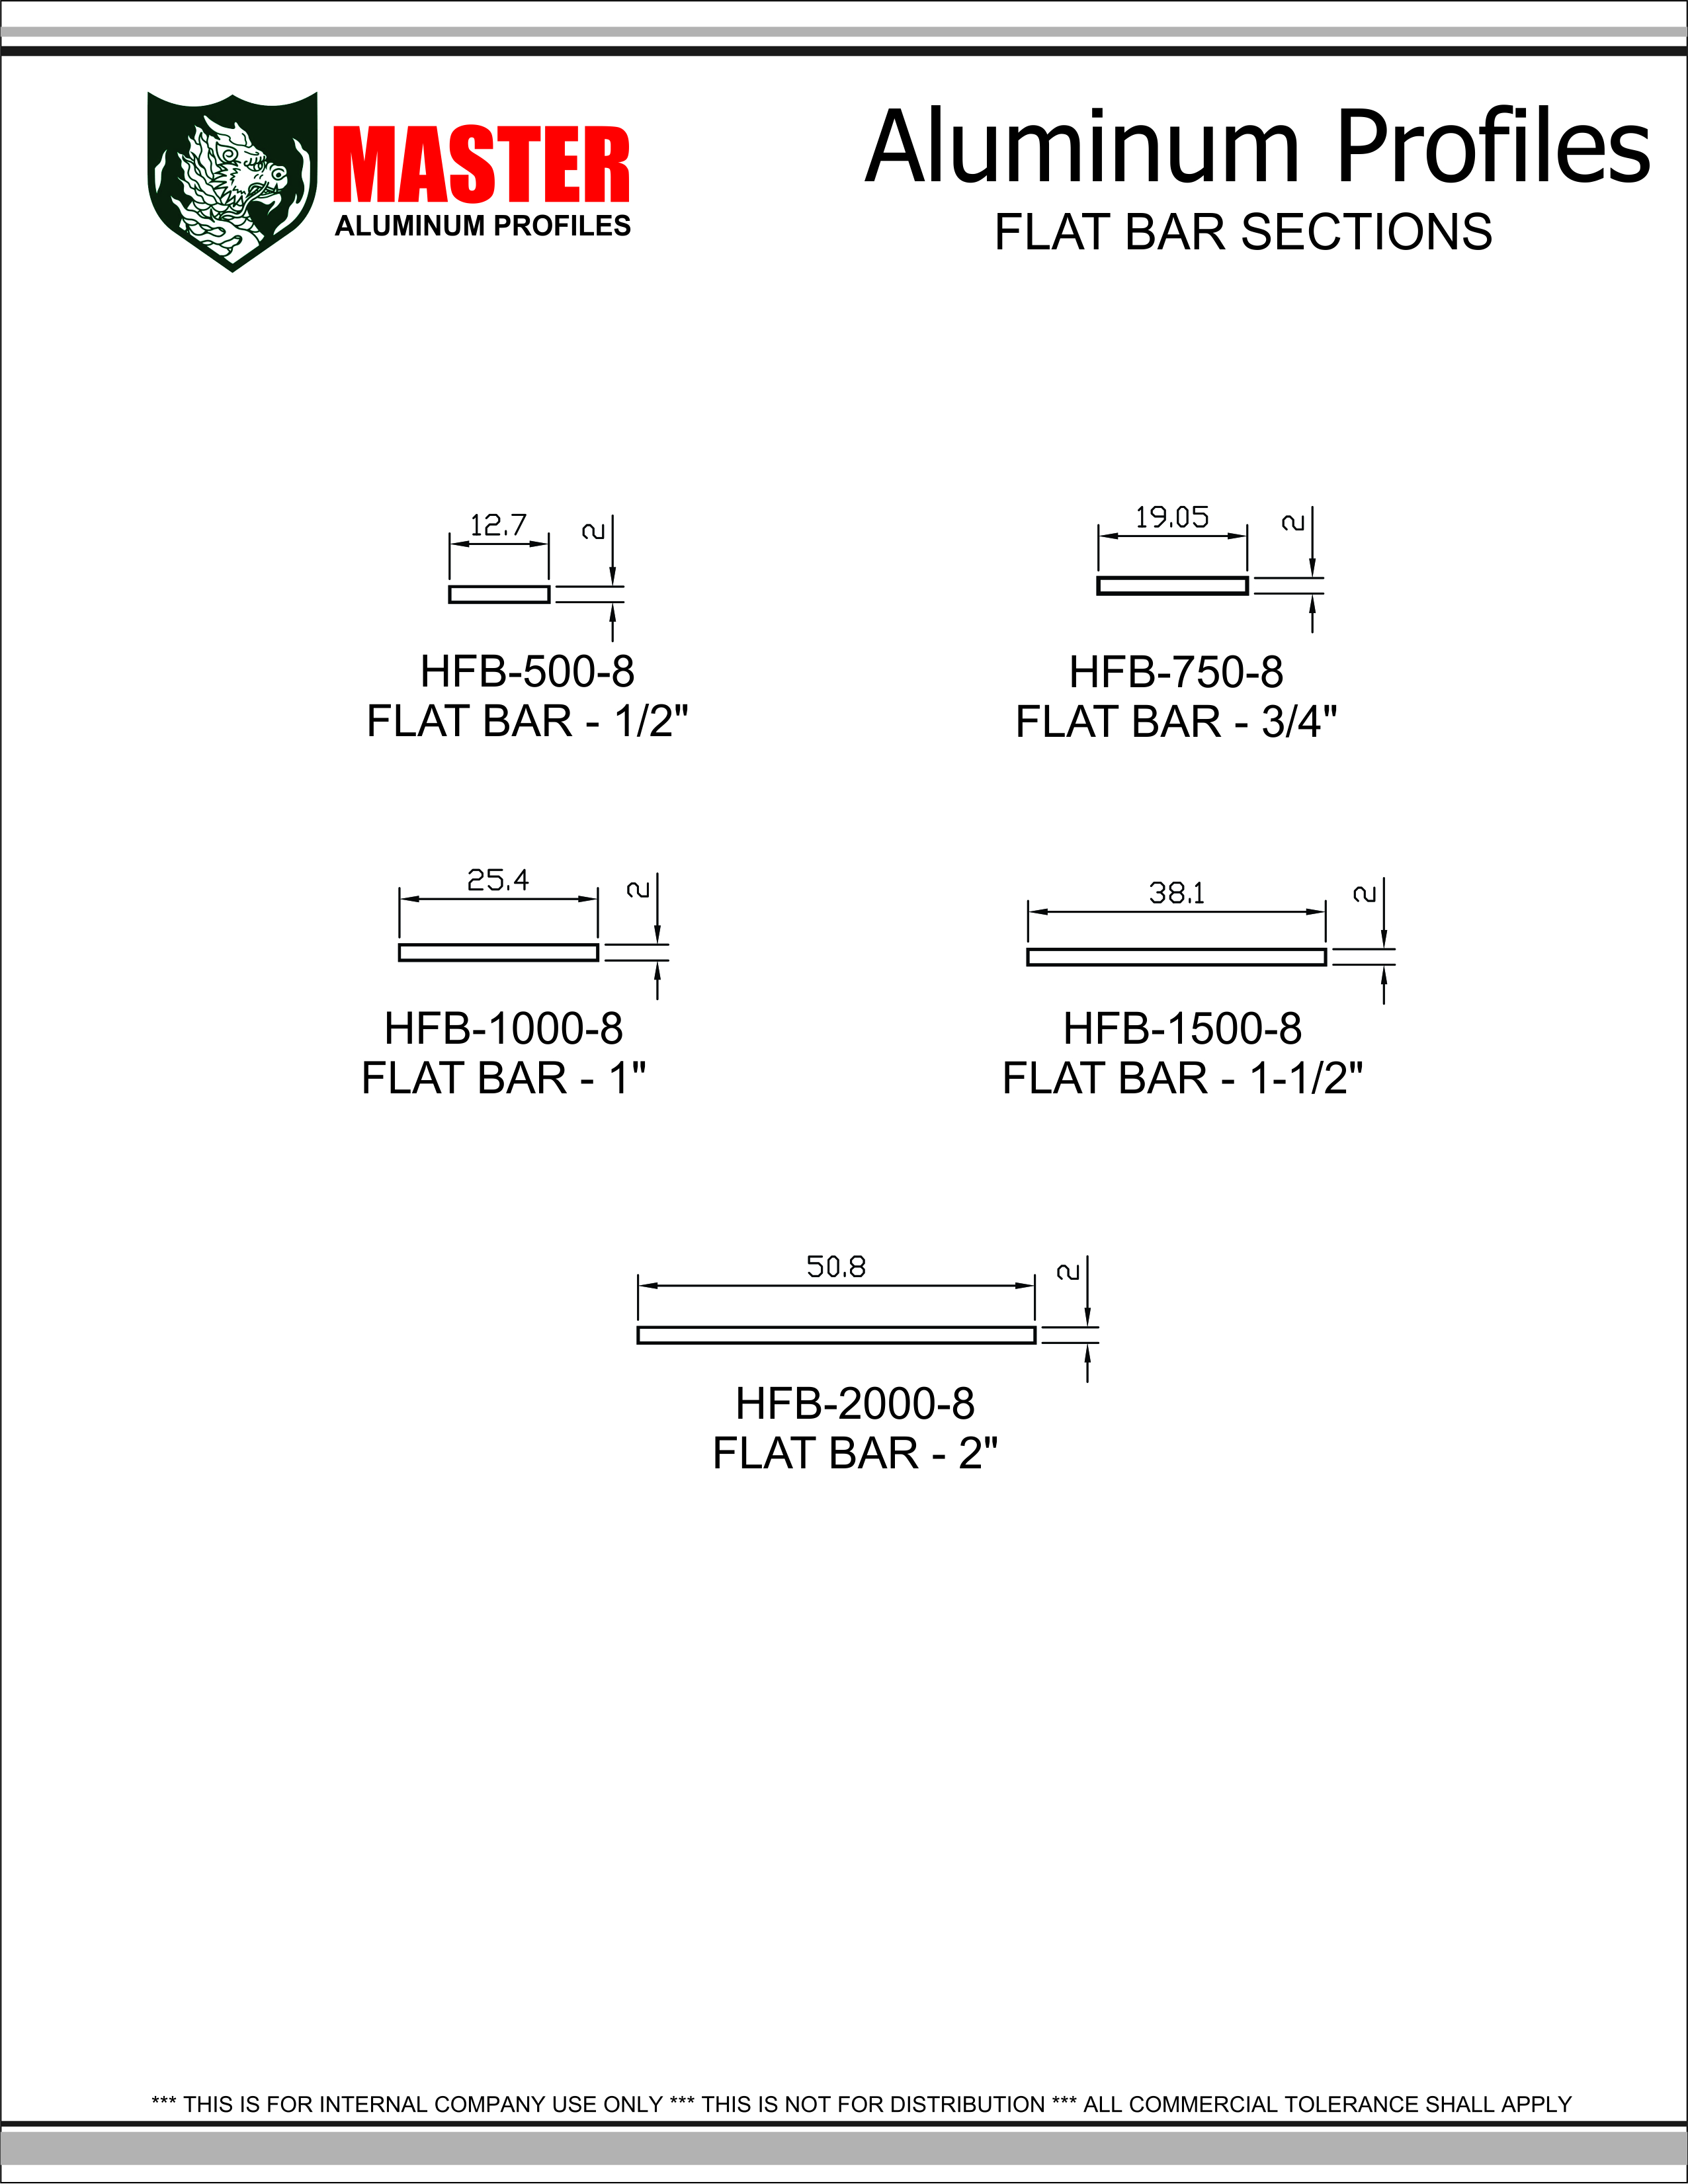 MASTER
ALUMINUM PROFILES
Aluminum Profiles
FLAT BAR SECTIONS
12.7
2
HFB-500-8
FLAT BAR - 1/2"
19.05
2
HFB-750-8
FLAT BAR - 3/4"
25.4
2
HFB-1000-8
FLAT BAR - 1"
38.1
2
HFB-1500-8
FLAT BAR - 1-1/2"
50.8
2
HFB-2000-8
FLAT BAR - 2"
*** THIS IS FOR INTERNAL COMPANY USE ONLY *** THIS IS NOT FOR DISTRIBUTION *** ALL COMMERCIAL TOLERANCE SHALL APPLY